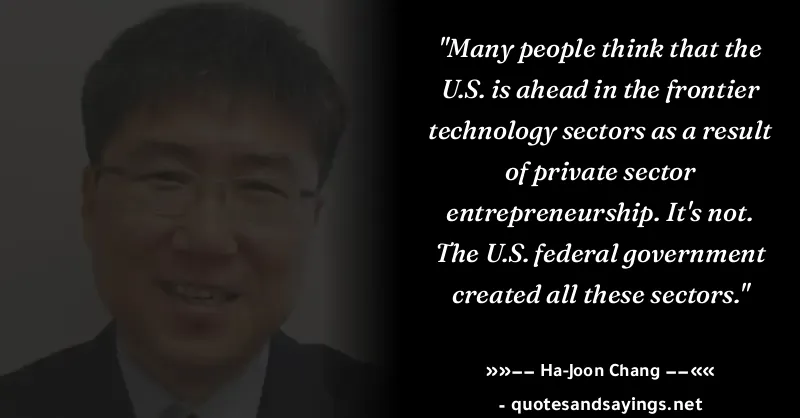 "Many people think that the
U.S. is ahead in the frontier
technology sectors as a result
of private sector
entrepreneurship. It's not.
The U.S. federal government
created all these sectors."
»»−− Ha-Joon Chang −−««
- quotesandsayings.net